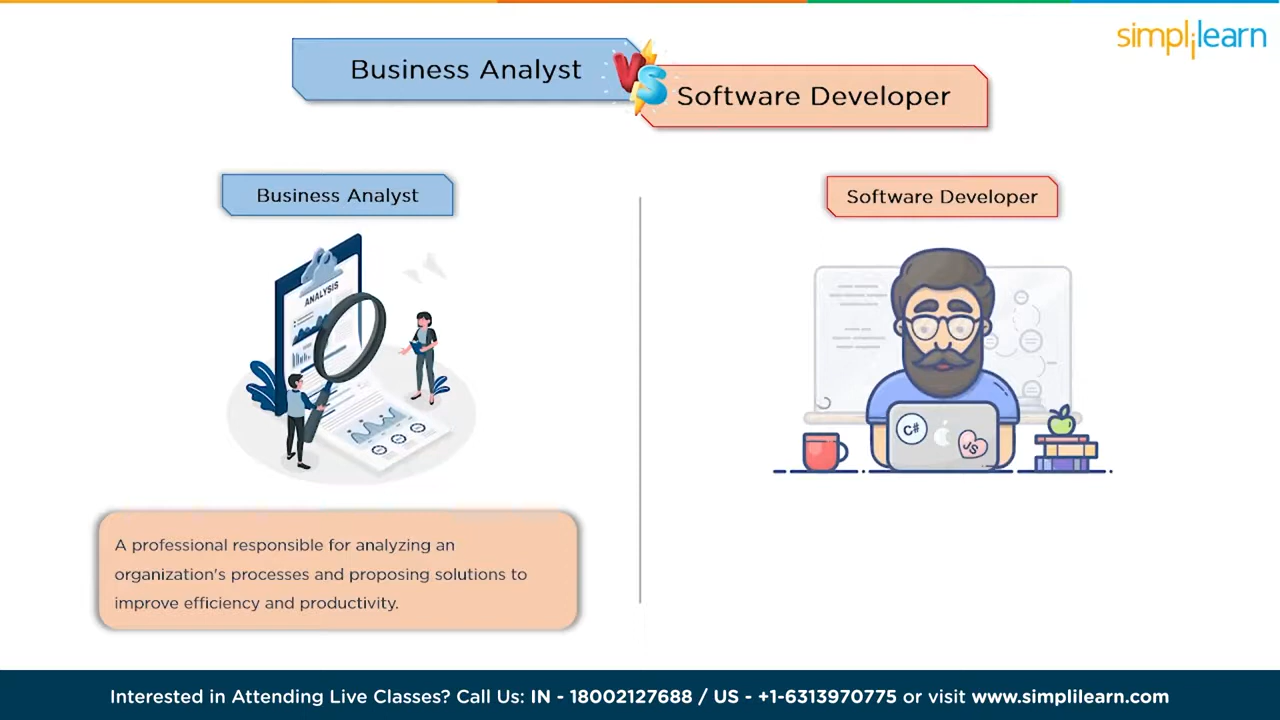 simplilearn
Business Analyst
VS
Software Developer
Business Analyst
Software Developer
ANALYSIS
C#
JS
A professional responsible for analyzing an
organization's processes and proposing solutions to
improve efficiency and productivity.
Interested in Attending Live Classes? Call Us: IN - 18002127688 / US - +1-6313970775 or visit www.simplilearn.com